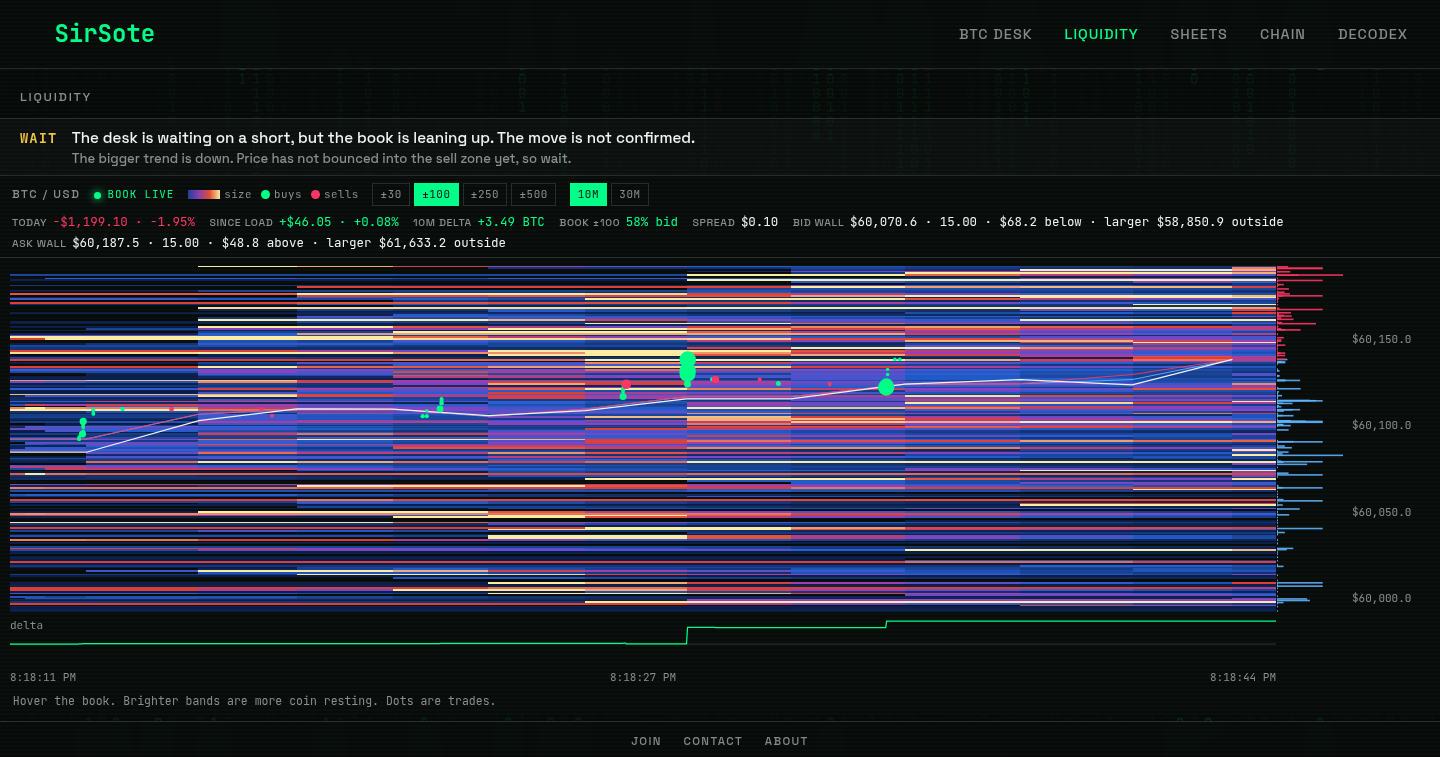 SirSote
BTC DESK LIQUIDITY SHEETS CHAIN DECODEX
LIQUIDITY
WAIT The desk is waiting on a short, but the book is leaning up. The move is not confirmed.
The bigger trend is down. Price has not bounced into the sell zone yet, so wait.
BTC / USD BOOK LIVE size buys sells ±30 ±100 ±250 ±500 10M 30M
TODAY -$1,199.10 · -1.95% SINCE LOAD +$46.05 · +0.08% 10M DELTA +3.49 BTC BOOK ±100 58% bid SPREAD $0.10 BID WALL $60,070.6 · 15.00 · $68.2 below · larger $58,850.9 outside
ASK WALL $60,187.5 · 15.00 · $48.8 above · larger $61,633.2 outside
$60,150.0
$60,100.0
$60,050.0
$60,000.0
delta
8:18:11 PM 8:18:27 PM 8:18:44 PM
Hover the book. Brighter bands are more coin resting. Dots are trades.
JOIN CONTACT ABOUT